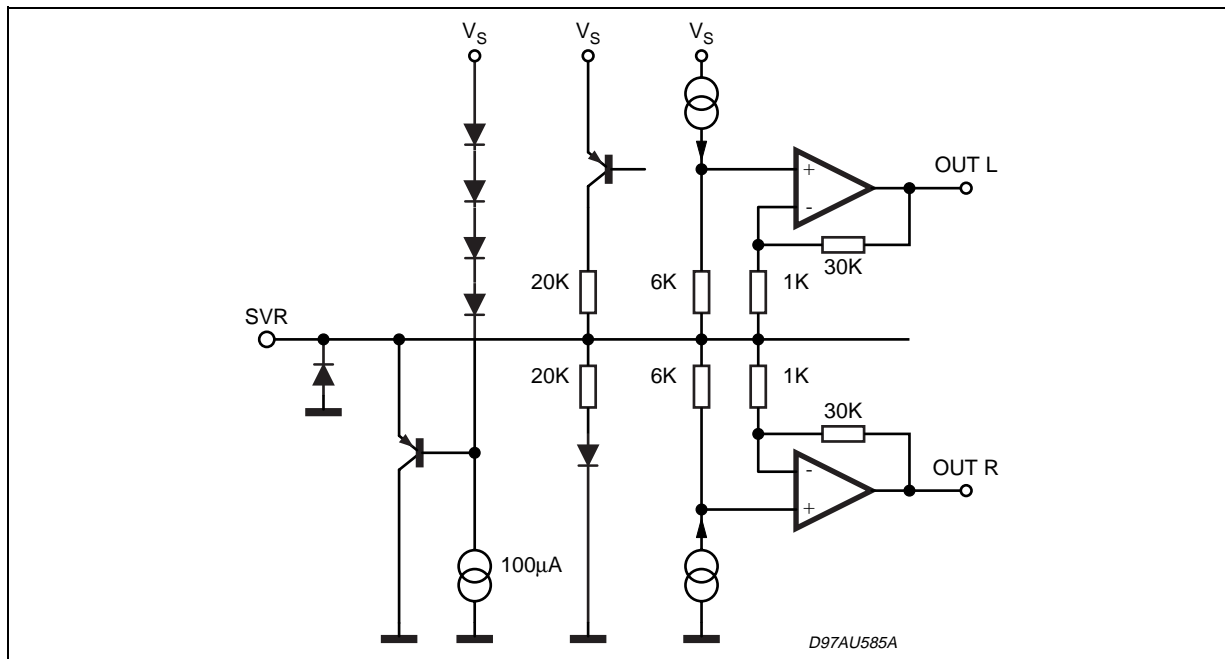 VS VS VS
OUT L
30K
20K 6K 1K
SVR
20K 6K 1K
30K
OUT R
100μA
D97AU585A
+
-
-
+